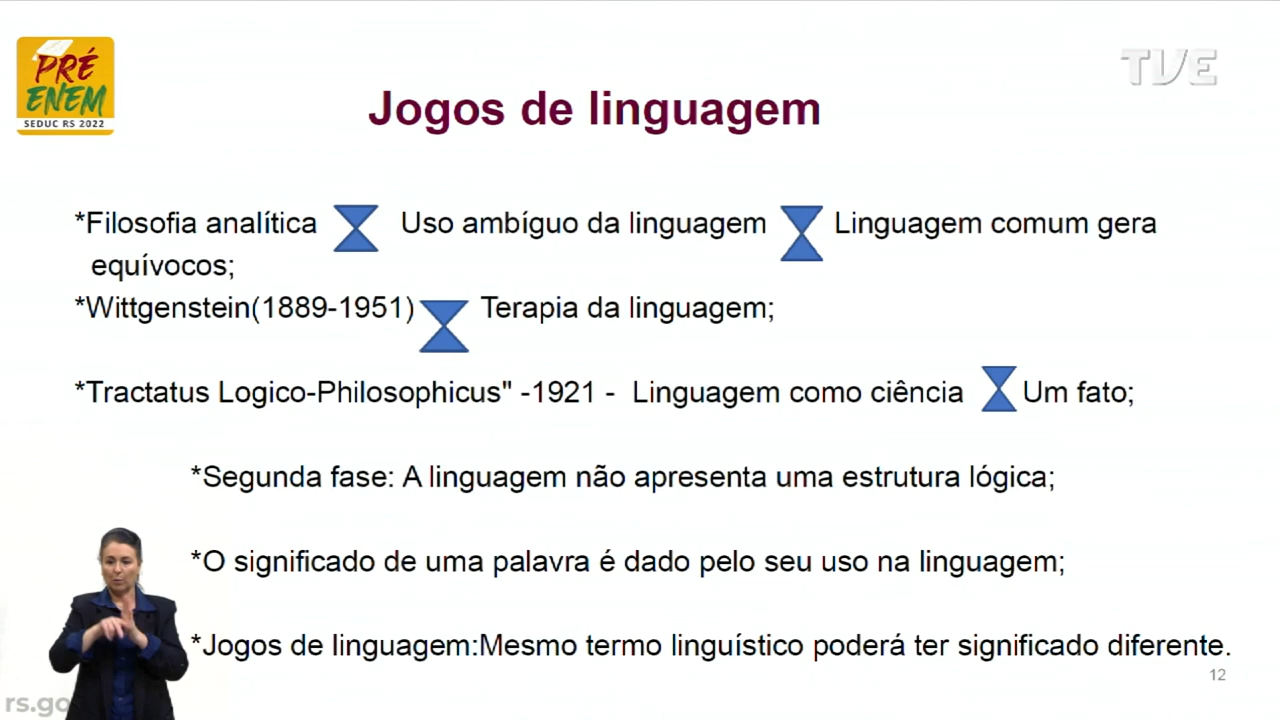 PRÉ
ENEM
SEDUC RS 2022
TVE
Jogos de linguagem
*Filosofia analítica Uso ambíguo da linguagem Linguagem comum gera
equívocos;
*Wittgenstein(1889-1951) Terapia da linguagem;
*Tractatus Logico-Philosophicus" -1921 - Linguagem como ciência Um fato;
*Segunda fase: A linguagem não apresenta uma estrutura lógica;
*O significado de uma palavra é dado pelo seu uso na linguagem;
*Jogos de linguagem:Mesmo termo linguístico poderá ter significado diferente.
12
rs.go